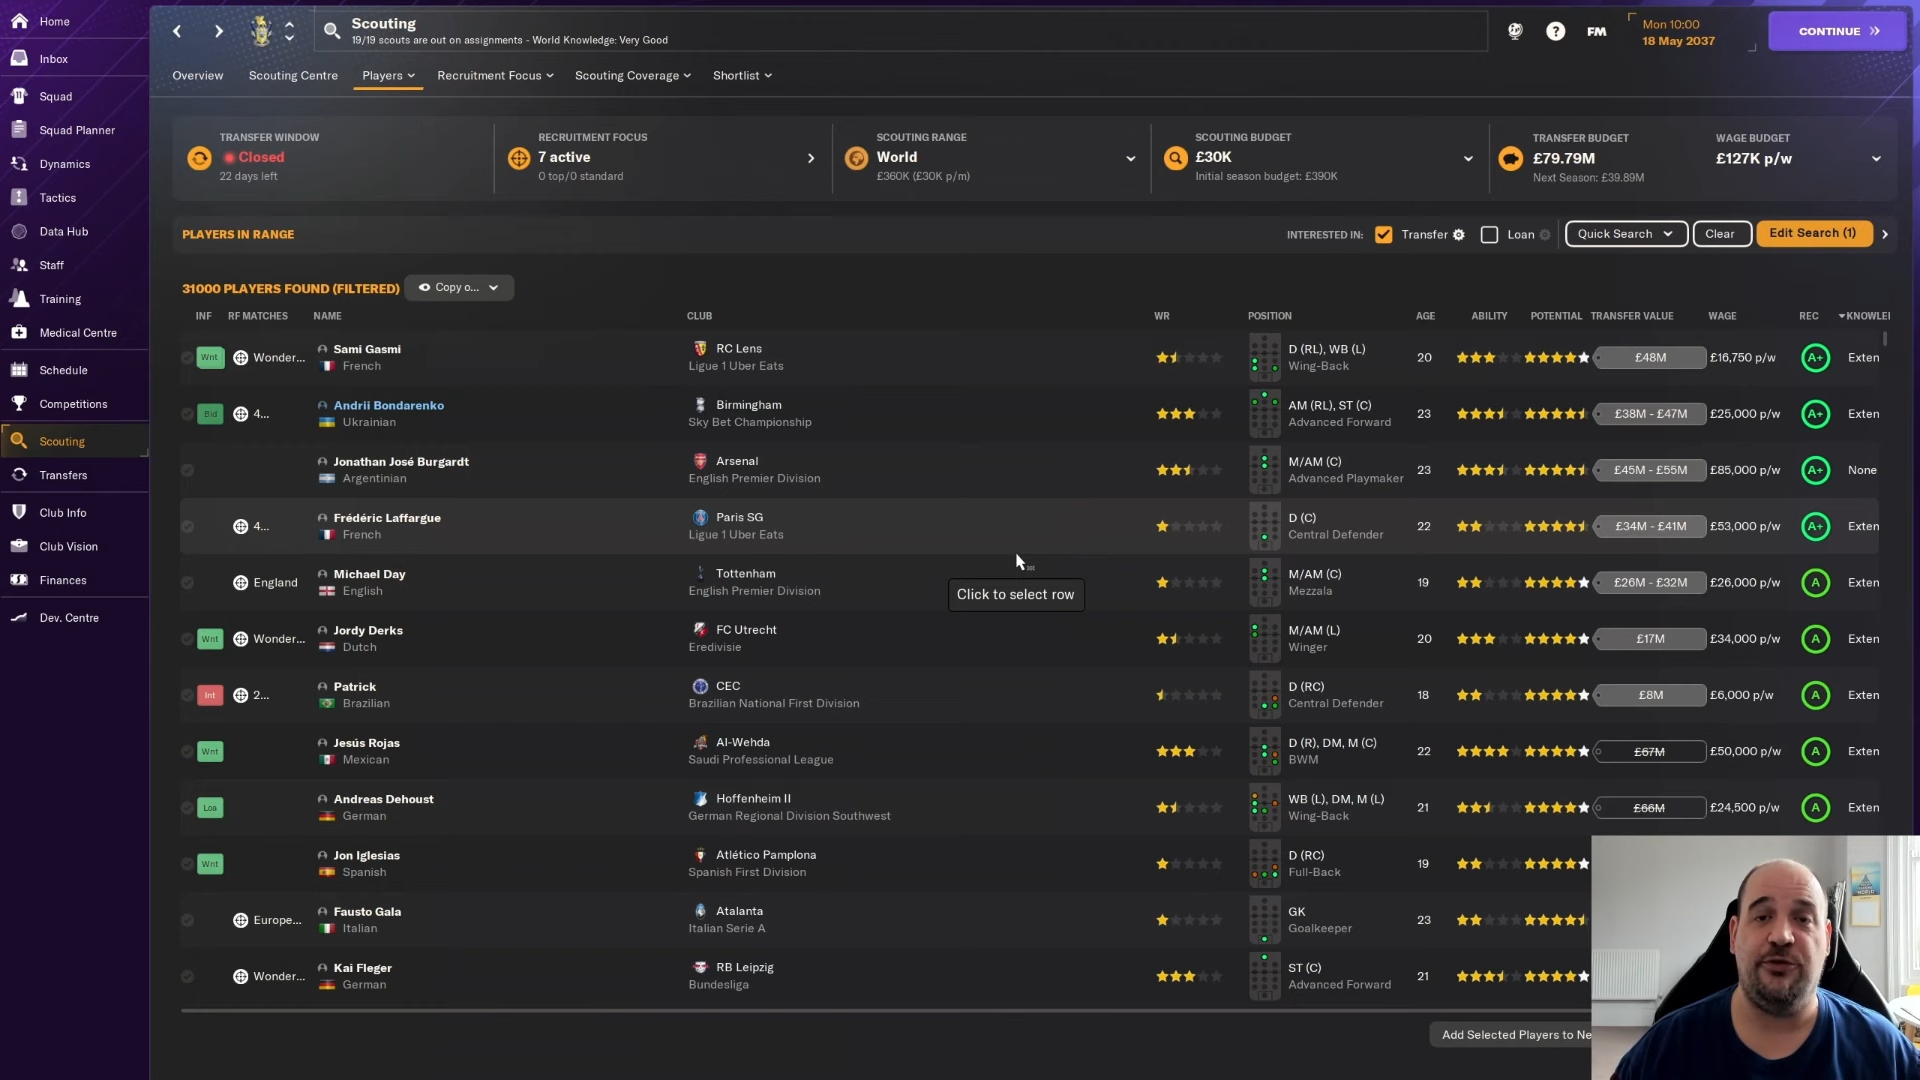 Home
Inbox
Squad
Squad Planner
Dynamics
Tactics
Data Hub
Staff
Training
Medical Centre
Schedule
Competitions
Scouting
Transfers
Club Info
Club Vision
Finances
Dev. Centre
Scouting
19/19 scouts are out on assignments - World Knowledge: Very Good
FM
Mon 10:00
18 May 2037
CONTINUE
Overview Scouting Centre Players Recruitment Focus Scouting Coverage Shortlist
TRANSFER WINDOW
Closed
22 days left
RECRUITMENT FOCUS
7 active
0 top/0 standard
SCOUTING RANGE
World
£360K (£30K p/m)
SCOUTING BUDGET
£30K
Initial season budget: £390K
TRANSFER BUDGET
£79.79M
Next Season: £39.89M
WAGE BUDGET
£127K p/w
PLAYERS IN RANGE
INTERESTED IN: Transfer Loan Quick Search Clear Edit Search (1)
31000 PLAYERS FOUND (FILTERED) Copy o...
INF RF MATCHES NAME CLUB WR POSITION AGE ABILITY POTENTIAL TRANSFER VALUE WAGE REC KNOWLEI
Wnt Wonder... Sami Gasmi RC Lens D (RL), WB (L) 20 £48M £16,750 p/w A+ Exten
French Ligue 1 Uber Eats Wing-Back
Bid 4... Andrii Bondarenko Birmingham AM (RL), ST (C) 23 £38M - £47M £25,000 p/w A+ Exten
Ukrainian Sky Bet Championship Advanced Forward
Jonathan José Burgardt Arsenal M/AM (C) 23 £45M - £55M £85,000 p/w A+ None
Argentinian English Premier Division Advanced Playmaker
4... Frédéric Laffargue Paris SG D (C) 22 £34M - £41M £53,000 p/w A+ Exten
French Ligue 1 Uber Eats Central Defender
England Michael Day Tottenham M/AM (C) 19 £26M - £32M £26,000 p/w A Exten
English English Premier Division Mezzala
Click to select row
Wnt Wonder... Jordy Derks FC Utrecht M/AM (L) 20 £17M £34,000 p/w A Exten
Dutch Eredivisie Winger
Int 2... Patrick CEC D (RC) 18 £8M £6,000 p/w A Exten
Brazilian Brazilian National First Division Central Defender
Wnt Jesús Rojas Al-Wehda D (R), DM, M (C) 22 £67M £50,000 p/w A Exten
Mexican Saudi Professional League BWM
Loa Andreas Dehoust Hoffenheim II WB (L), DM, M (L) 21 £66M £24,500 p/w A Exten
German German Regional Division Southwest Wing-Back
Wnt Jon Iglesias Atlético Pamplona D (RC) 19
Spanish Spanish First Division Full-Back
Europe... Fausto Gala Atalanta GK 23
Italian Italian Serie A Goalkeeper
Wonder... Kai Fleger RB Leipzig ST (C) 21
German Bundesliga Advanced Forward
Add Selected Players to Ne